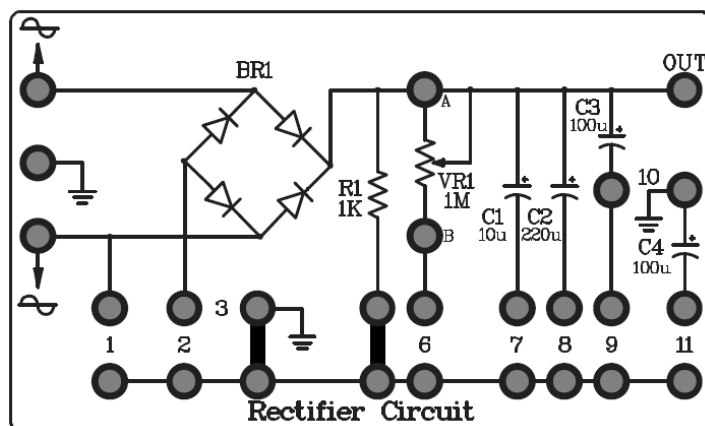 BR1
OUT
A
C3
100u
R1
1K
VR1
1M
10
C1
10u
C2
220u
B
C4
100u
3
1
2
6
7
8
9
11
Rectifier Circuit